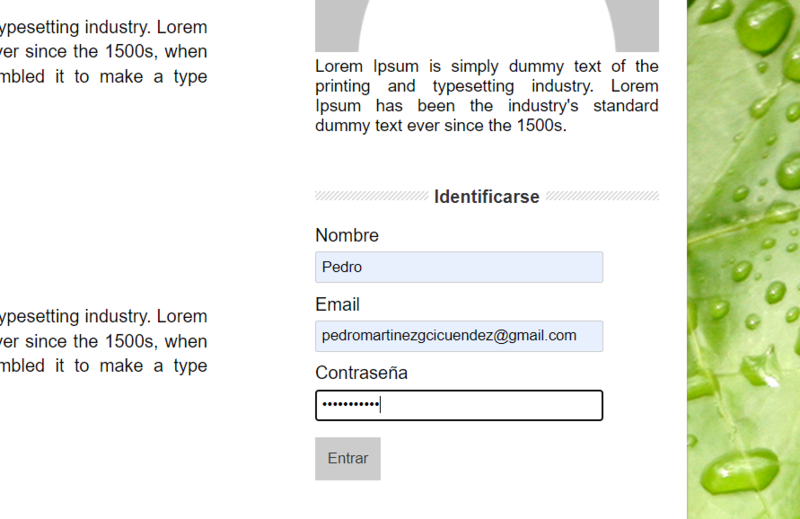 ypesetting industry. Lorem
ver since the 1500s, when
mbled it to make a type
Lorem Ipsum is simply dummy text of the
printing and typesetting industry. Lorem
Ipsum has been the industry's standard
dummy text ever since the 1500s.
Identificarse
Nombre
Pedro
Email
pedromartinezgcicuendez@gmail.com
Contraseña
•••••••••••
Entrar
ypesetting industry. Lorem
ver since the 1500s, when
mbled it to make a type